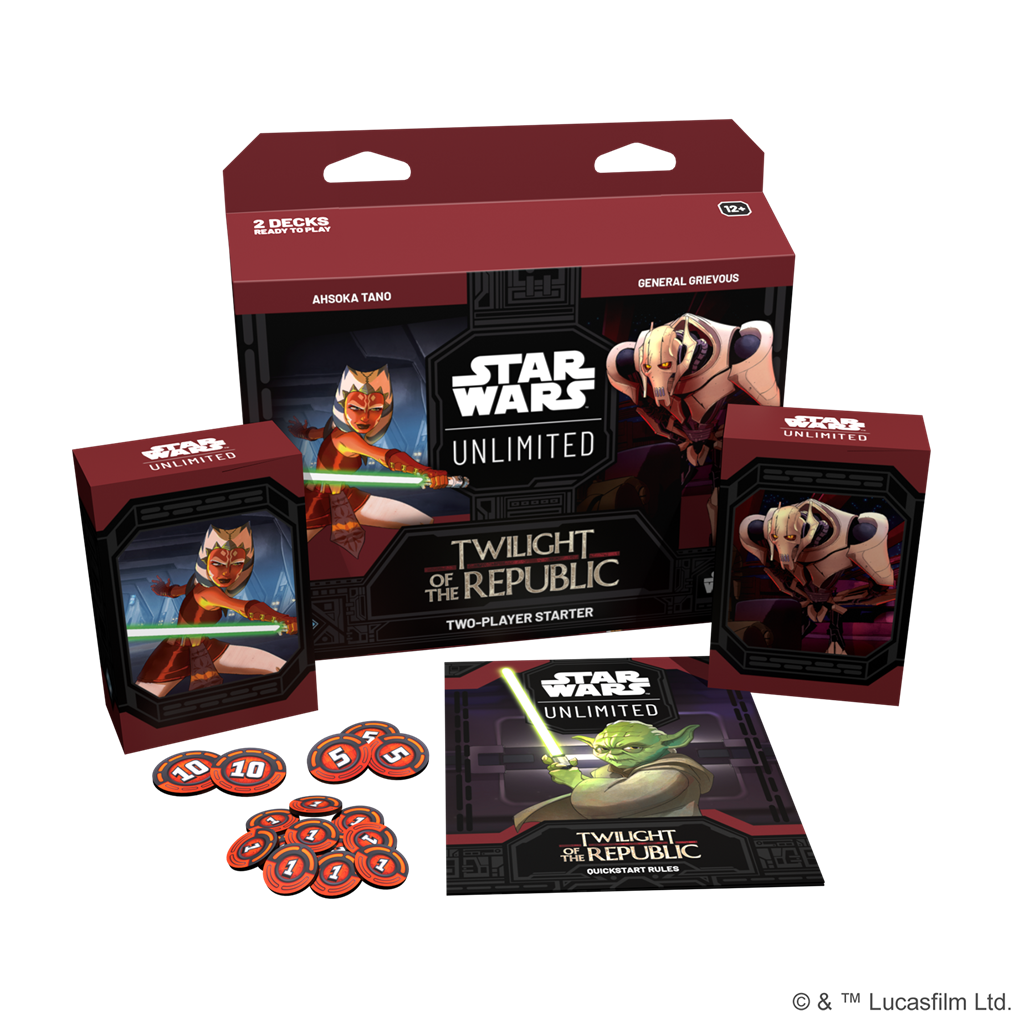 2 DECKS
READY TO PLAY
12+
AHSOKA TANO
GENERAL GRIEVOUS
STAR
WARS
UNLIMITED
TWILIGHT
OF THE REPUBLIC
TWO-PLAYER STARTER
STAR
WARS
UNLIMITED
STAR
WARS
UNLIMITED
STAR
WARS
UNLIMITED
TWILIGHT
OF THE REPUBLIC
QUICKSTART RULES
10
10
5
5
5
1
1
1
1
1
1
1
1
1
© & ™ Lucasfilm Ltd.